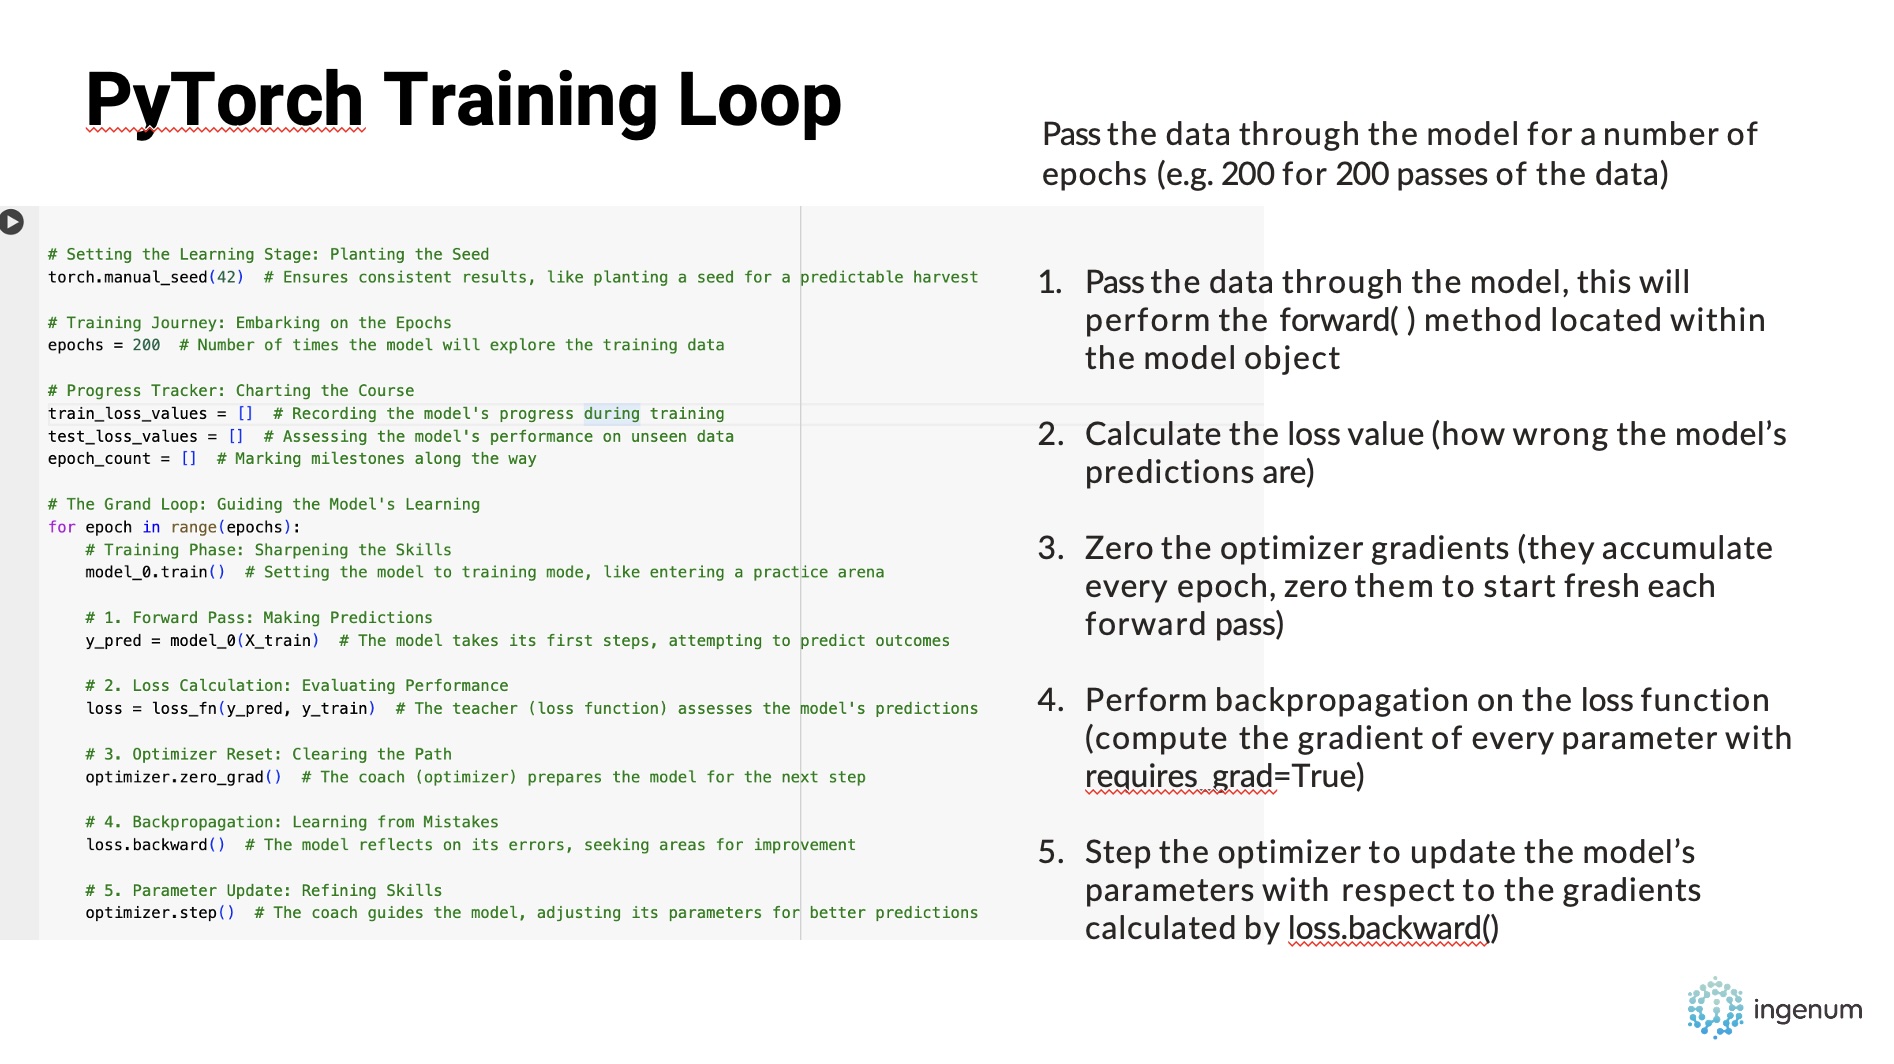 PyTorch Training Loop
# Setting the Learning Stage: Planting the Seed
torch.manual_seed(42)  # Ensures consistent results, like planting a seed for a predictable harvest
# Training Journey: Embarking on the Epochs
epochs = 200  # Number of times the model will explore the training data
# Progress Tracker: Charting the Course
train_loss_values = []  # Recording the model's progress during training
test_loss_values = []  # Assessing the model's performance on unseen data
epoch_count = []  # Marking milestones along the way
# The Grand Loop: Guiding the Model's Learning
for epoch in range(epochs):
    # Training Phase: Sharpening the Skills
    model_0.train()  # Setting the model to training mode, like entering a practice arena
    # 1. Forward Pass: Making Predictions
    y_pred = model_0(X_train)  # The model takes its first steps, attempting to predict outcomes
    # 2. Loss Calculation: Evaluating Performance
    loss = loss_fn(y_pred, y_train)  # The teacher (loss function) assesses the model's predictions
    # 3. Optimizer Reset: Clearing the Path
    optimizer.zero_grad()  # The coach (optimizer) prepares the model for the next step
    # 4. Backpropagation: Learning from Mistakes
    loss.backward()  # The model reflects on its errors, seeking areas for improvement
    # 5. Parameter Update: Refining Skills
    optimizer.step()  # The coach guides the model, adjusting its parameters for better predictions
Pass the data through the model for a number of
epochs (e.g. 200 for 200 passes of the data)
1. Pass the data through the model, this will
perform the forward( ) method located within
the model object
2. Calculate the loss value (how wrong the model’s
predictions are)
3. Zero the optimizer gradients (they accumulate
every epoch, zero them to start fresh each
forward pass)
4. Perform backpropagation on the loss function
(compute the gradient of every parameter with
requires_grad=True)
5. Step the optimizer to update the model’s
parameters with respect to the gradients
calculated by loss.backward()
ingenum